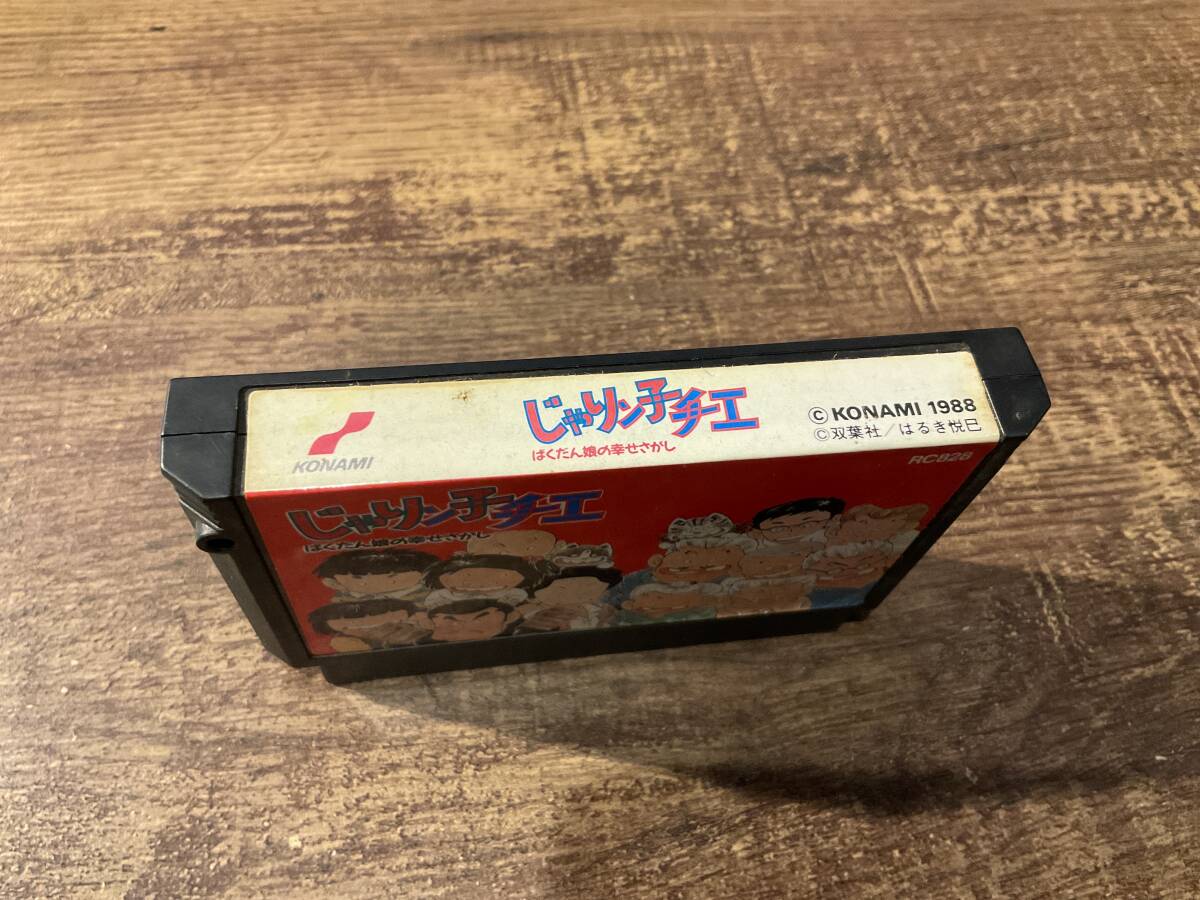 KONAMI
じゃりン子チエ
ばくだん娘の幸せさがし
© KONAMI 1988
©双葉社/はるき悦巳
RC828
じゃりン子チエ
ばくだん娘の幸せさがし